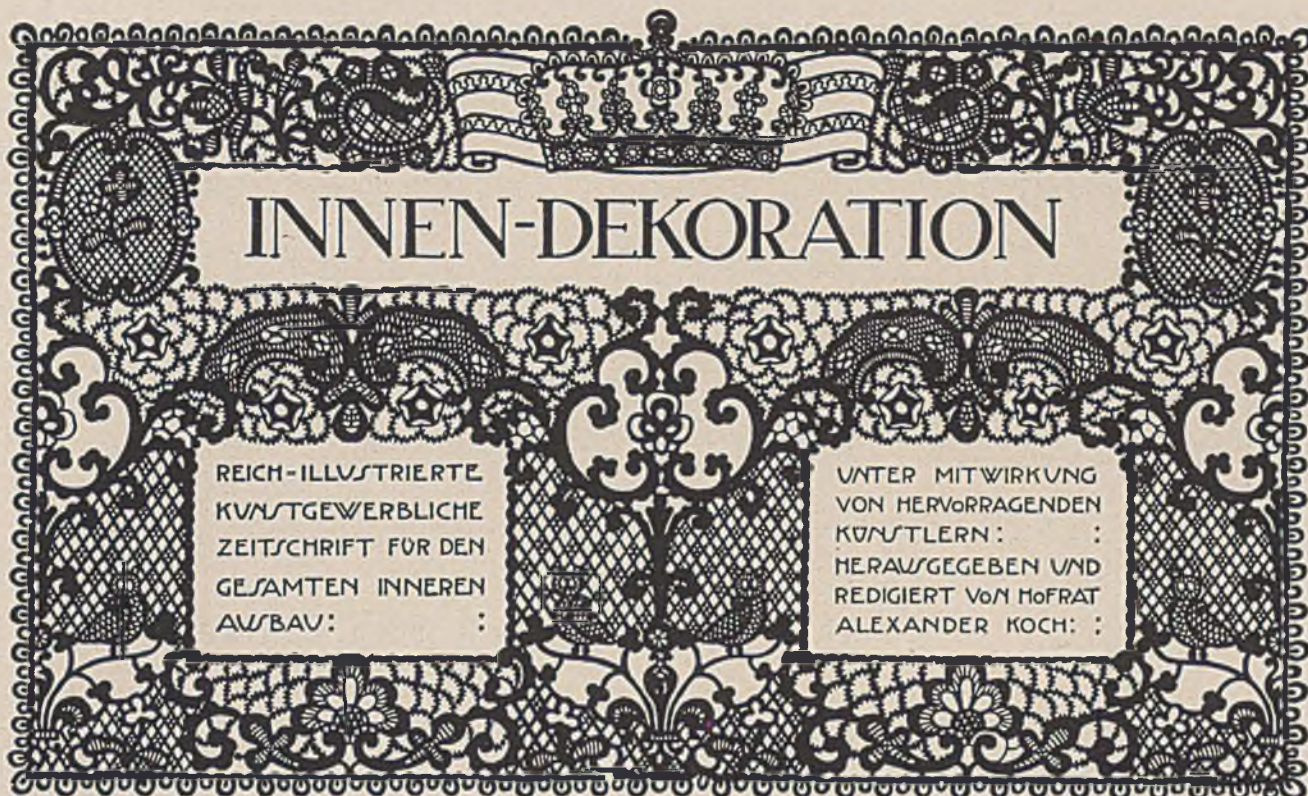 INNEN-DEKORATION
REICH-ILLUSTRIERTE
KUNSTGEWERBLICHE
ZEITSCHRIFT FÜR DEN
GESAMTEN INNEREN
AUSBAU: :
UNTER MITWIRKUNG
VON HERVORRAGENDEN
KÜNSTLERN: :
HERAUSGEGEBEN UND
REDIGIERT VON HOFRAT
ALEXANDER KOCH: :